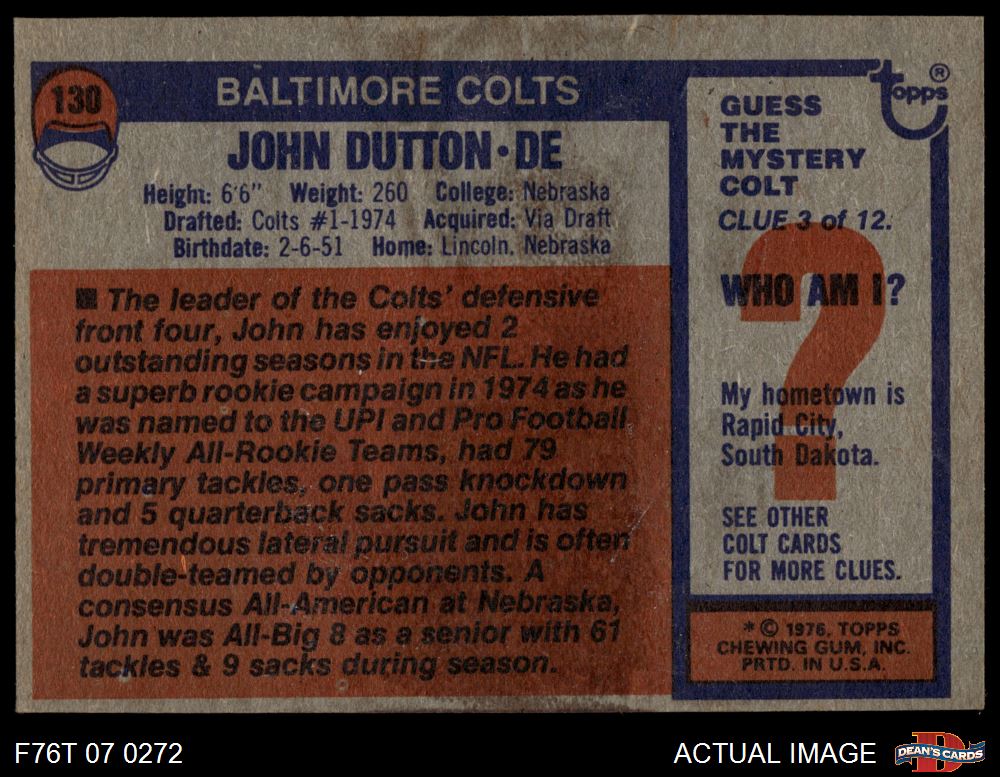 130
BALTIMORE COLTS
JOHN DUTTON•DE
Height: 6'6" Weight: 260 College: Nebraska
Drafted: Colts #1-1974 Acquired: Via Draft
Birthdate: 2-6-51 Home: Lincoln, Nebraska
■ The leader of the Colts' defensive
front four, John has enjoyed 2
outstanding seasons in the NFL. He had
a superb rookie campaign in 1974 as he
was named to the UPI and Pro Football
Weekly All-Rookie Teams, had 79
primary tackles, one pass knockdown
and 5 quarterback sacks. John has
tremendous lateral pursuit and is often
double-teamed by opponents. A
consensus All-American at Nebraska,
John was All-Big 8 as a senior with 61
tackles & 9 sacks during season.
topps®
GUESS
THE
MYSTERY
COLT
CLUE 3 of 12.
WHO AM I?
?
My hometown is
Rapid City,
South Dakota.
SEE OTHER
COLT CARDS
FOR MORE CLUES.
* © 1976, TOPPS
CHEWING GUM, INC.
PRTD. IN U.S.A.
F76T 07 0272
ACTUAL IMAGE
D
DEAN'S CARDS